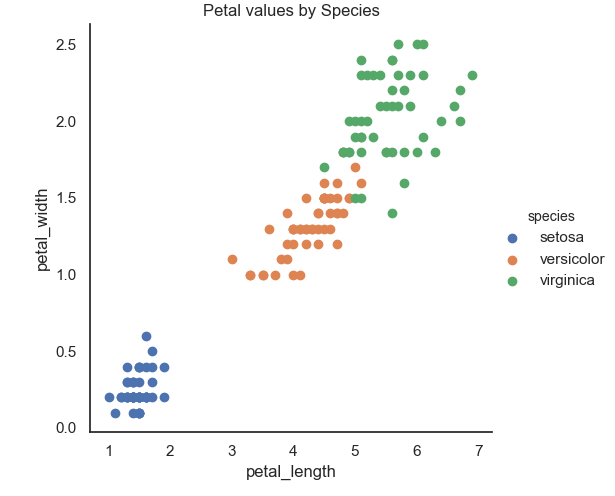 Petal values by Species
petal_width
2.5
2.0
1.5
1.0
0.5
0.0
1 2 3 4 5 6 7
petal_length
species
setosa
versicolor
virginica